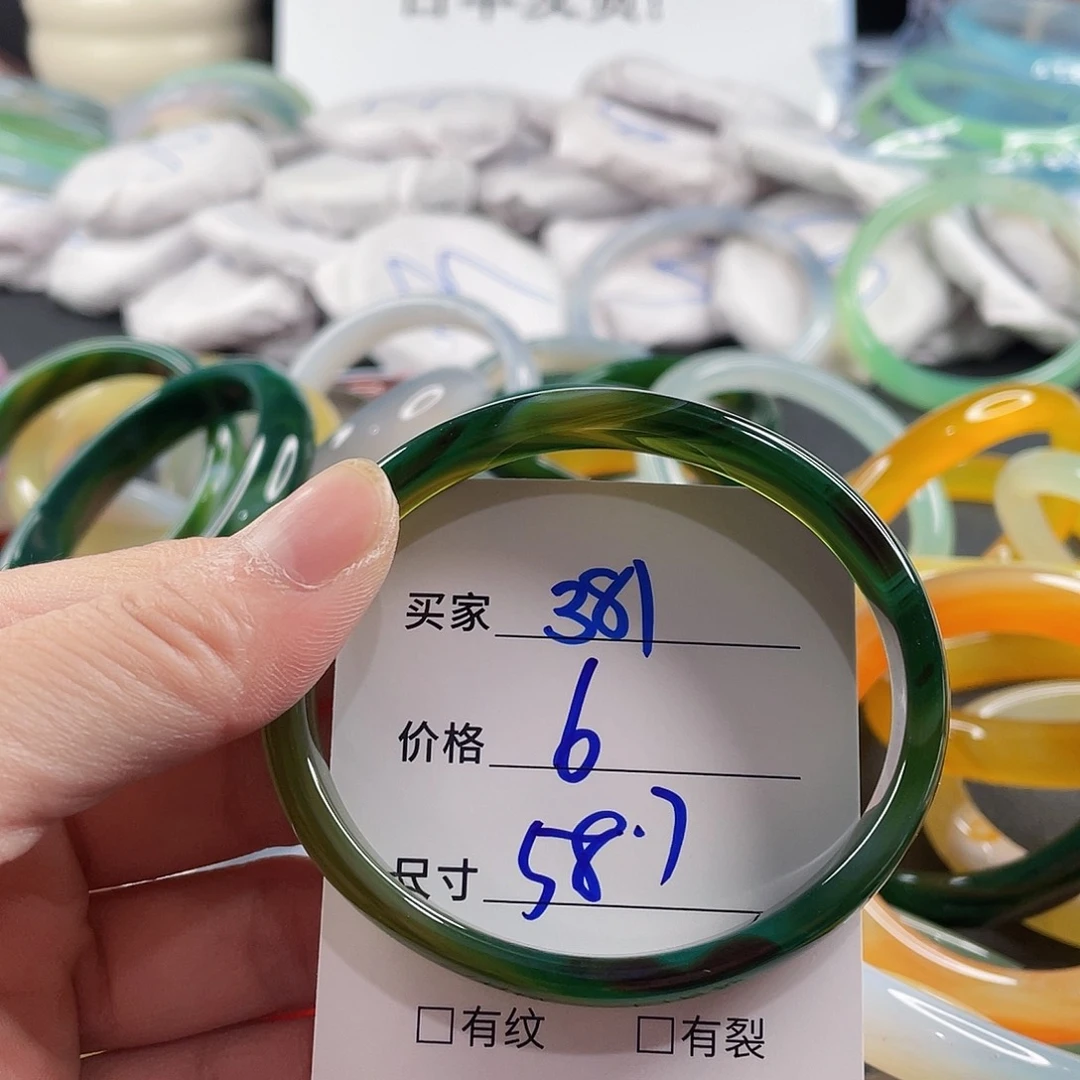 买家 381
价格 6
尺寸 58.7
□有纹 □有裂